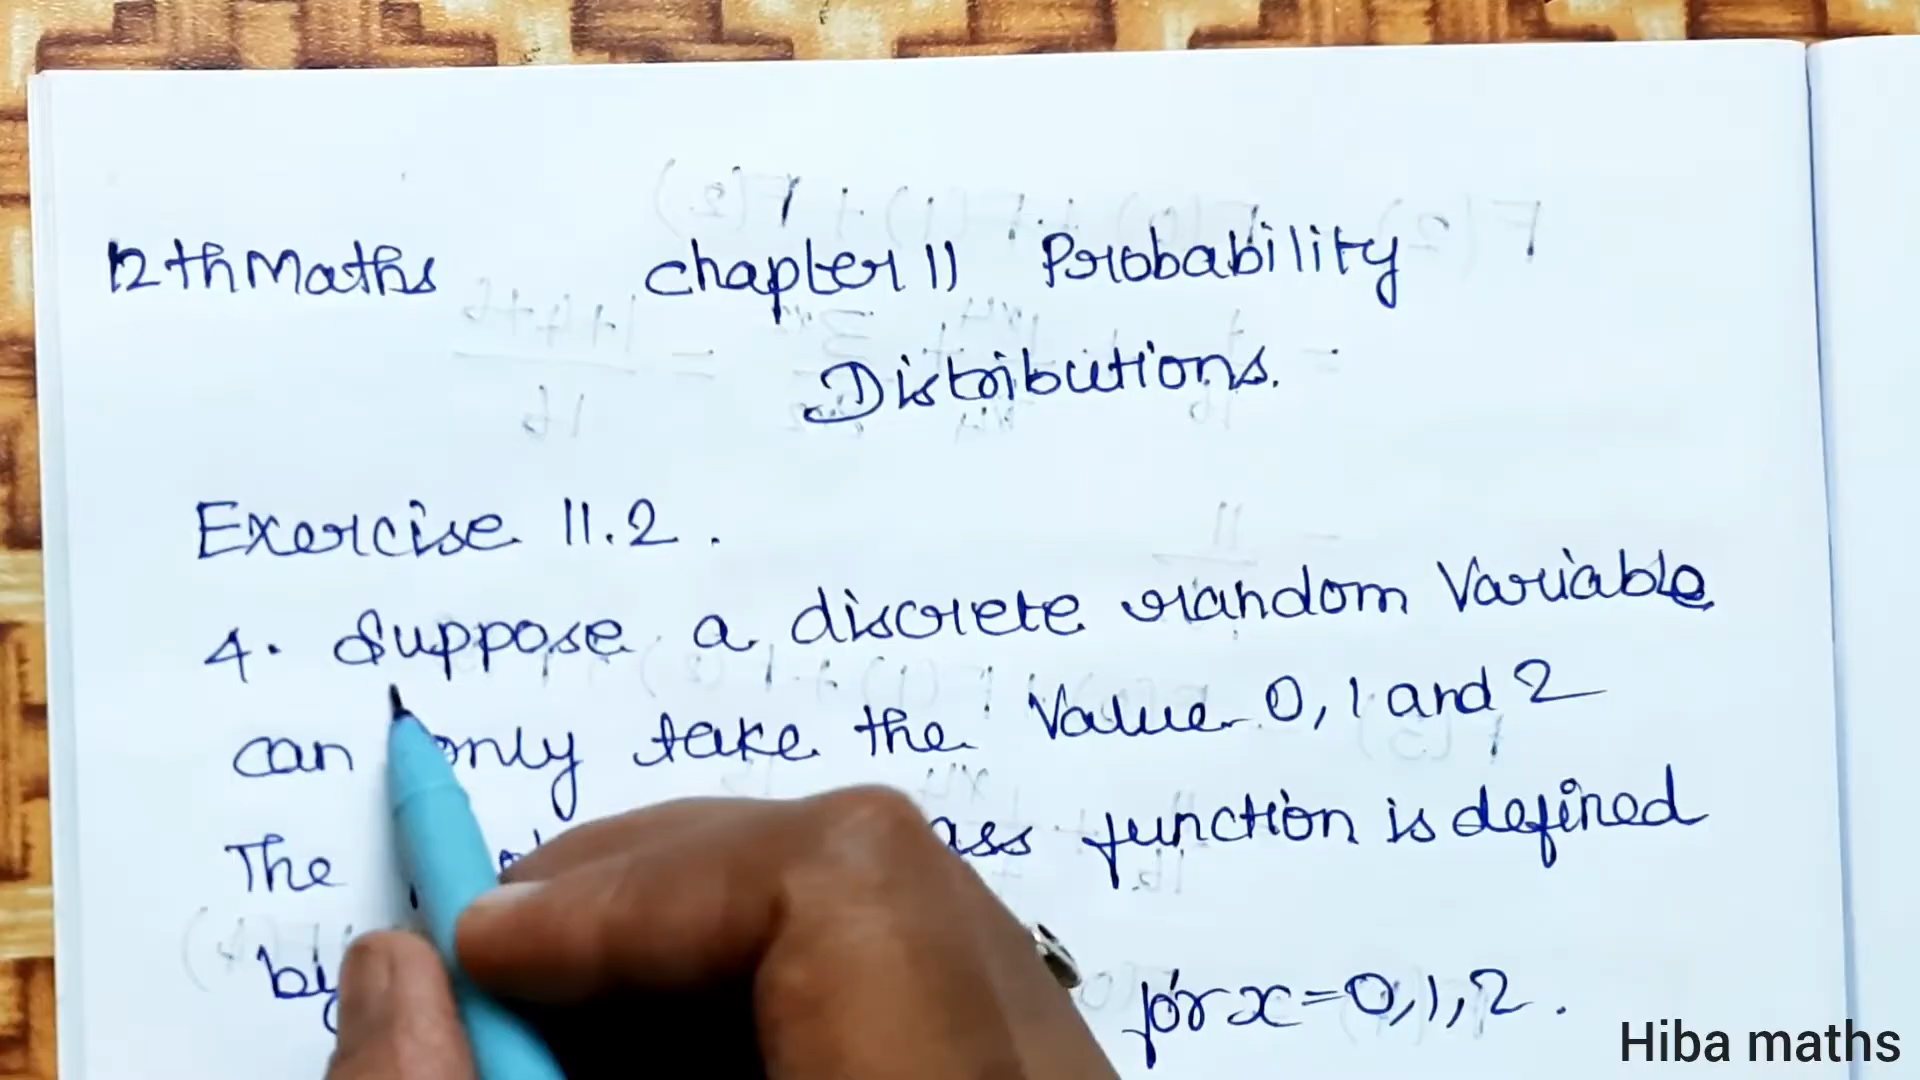 12th Maths chapter 11 Probability
Distributions.
Exercise 11.2.
4. Suppose a discrete random variable
can only take the value 0, 1 and 2
The function is defined
for x = 0, 1, 2.
Hiba maths